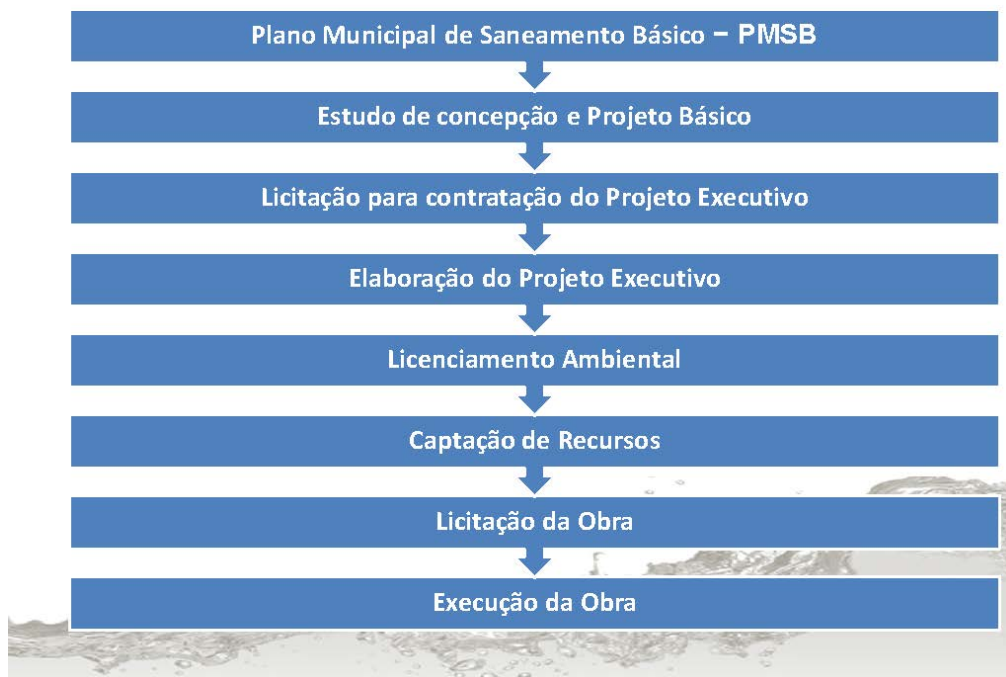 Plano Municipal de Saneamento Básico – PMSB
Estudo de concepção e Projeto Básico
Licitação para contratação do Projeto Executivo
Elaboração do Projeto Executivo
Licenciamento Ambiental
Captação de Recursos
Licitação da Obra
Execução da Obra